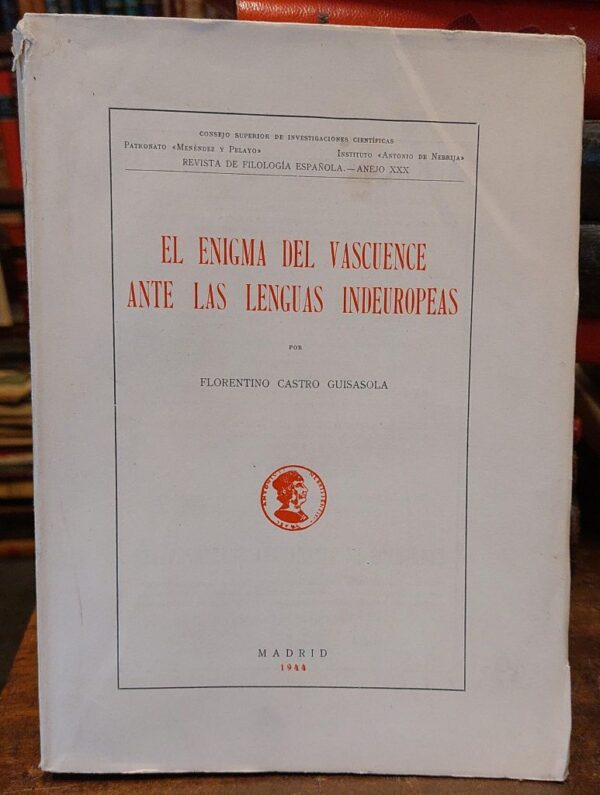 CONSEJO SUPERIOR DE INVESTIGACIONES CIENTÍFICAS
PATRONATO «MENÉNDEZ Y PELAYO» INSTITUTO «ANTONIO DE NEBRIJA»
REVISTA DE FILOLOGÍA ESPAÑOLA.—ANEJO XXX
EL ENIGMA DEL VASCUENCE
ANTE LAS LENGUAS INDEUROPEAS
POR
FLORENTINO CASTRO GUISASOLA
MADRID
1944